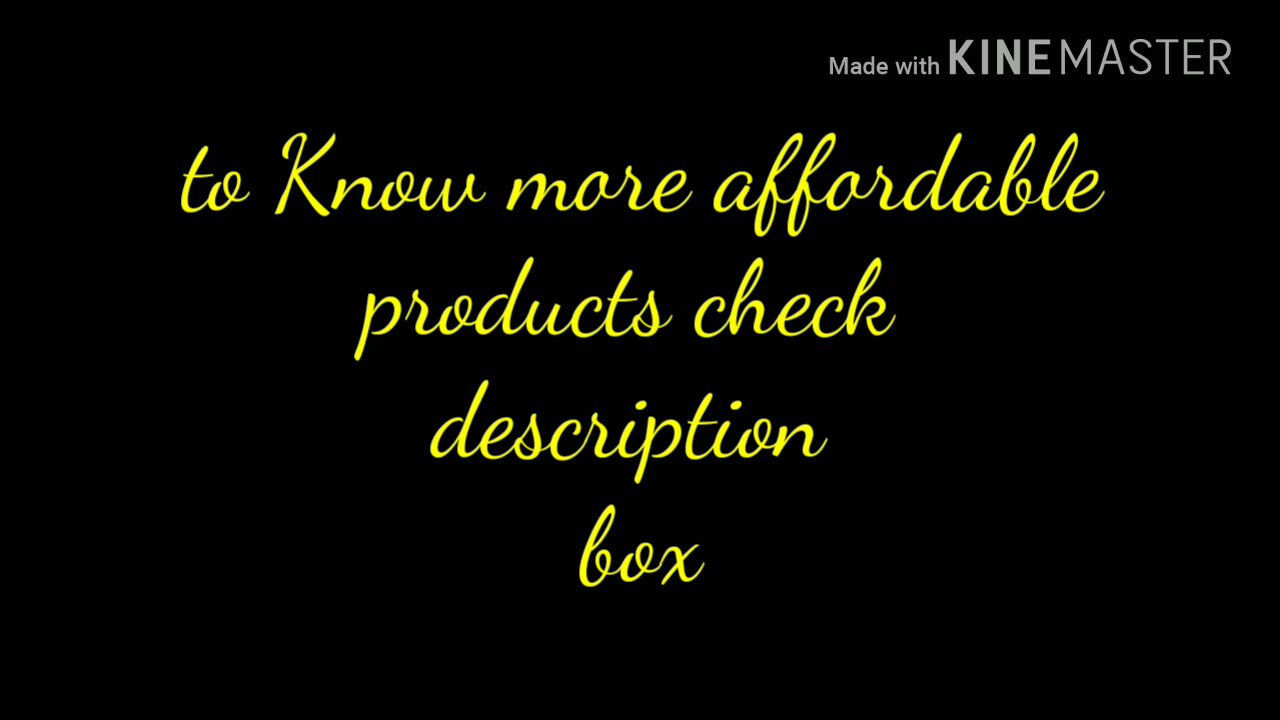 Made with KINEMASTER
to Know more affordable
products check
description
box